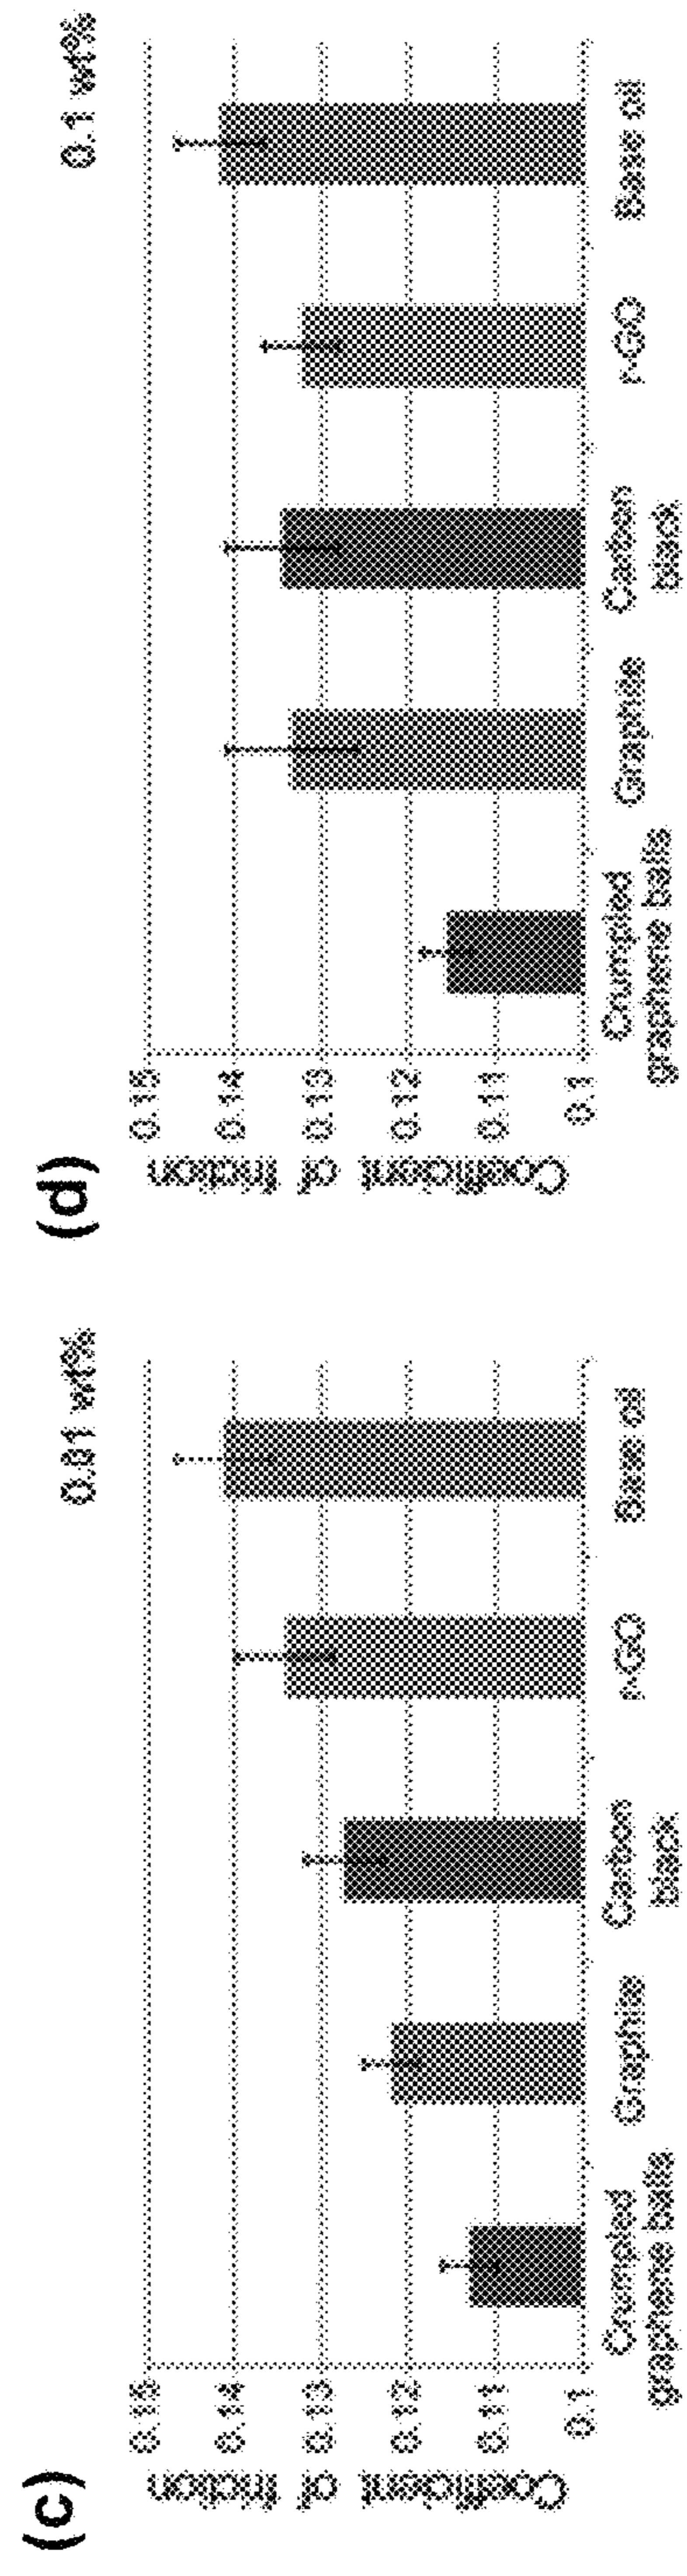 (c)
0.01 wt%
Coefficient of friction
0.15
0.14
0.13
0.12
0.11
0.1
Crumpled
graphene balls
Graphite
Carbon
black
r-GO
Base oil
(d)
0.1 wt%
Coefficient of friction
0.15
0.14
0.13
0.12
0.11
0.1
Crumpled
graphene balls
Graphite
Carbon
black
r-GO
Base oil